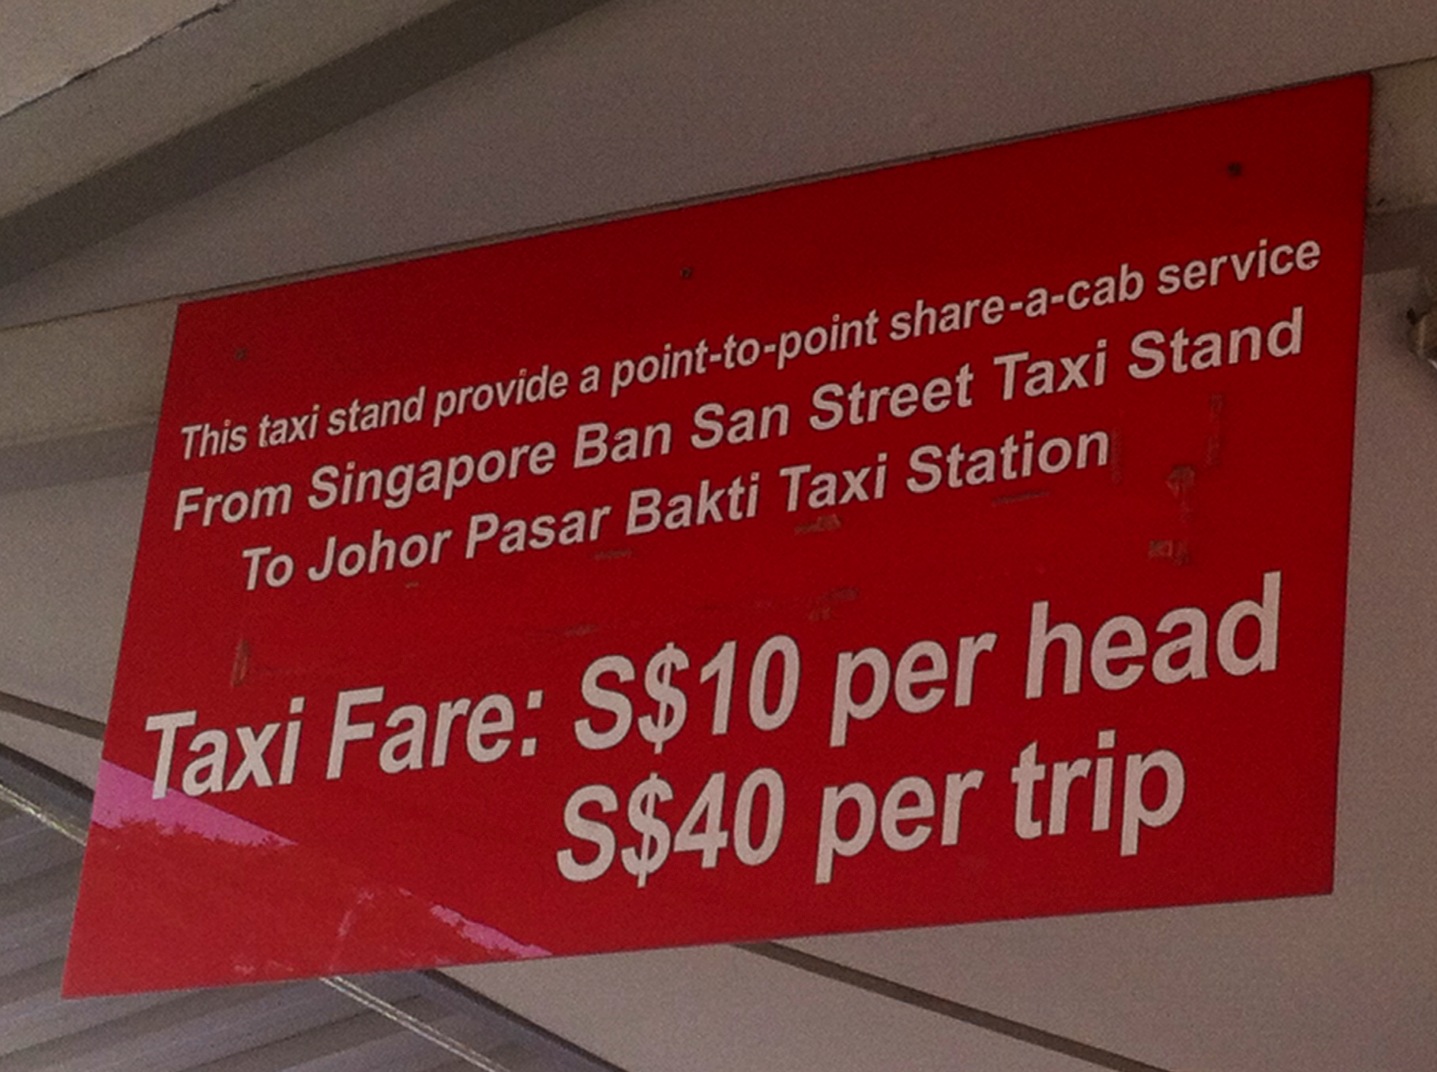 This taxi stand provide a point-to-point share-a-cab service
From Singapore Ban San Street Taxi Stand
To Johor Pasar Bakti Taxi Station
Taxi Fare: S$10 per head
S$40 per trip